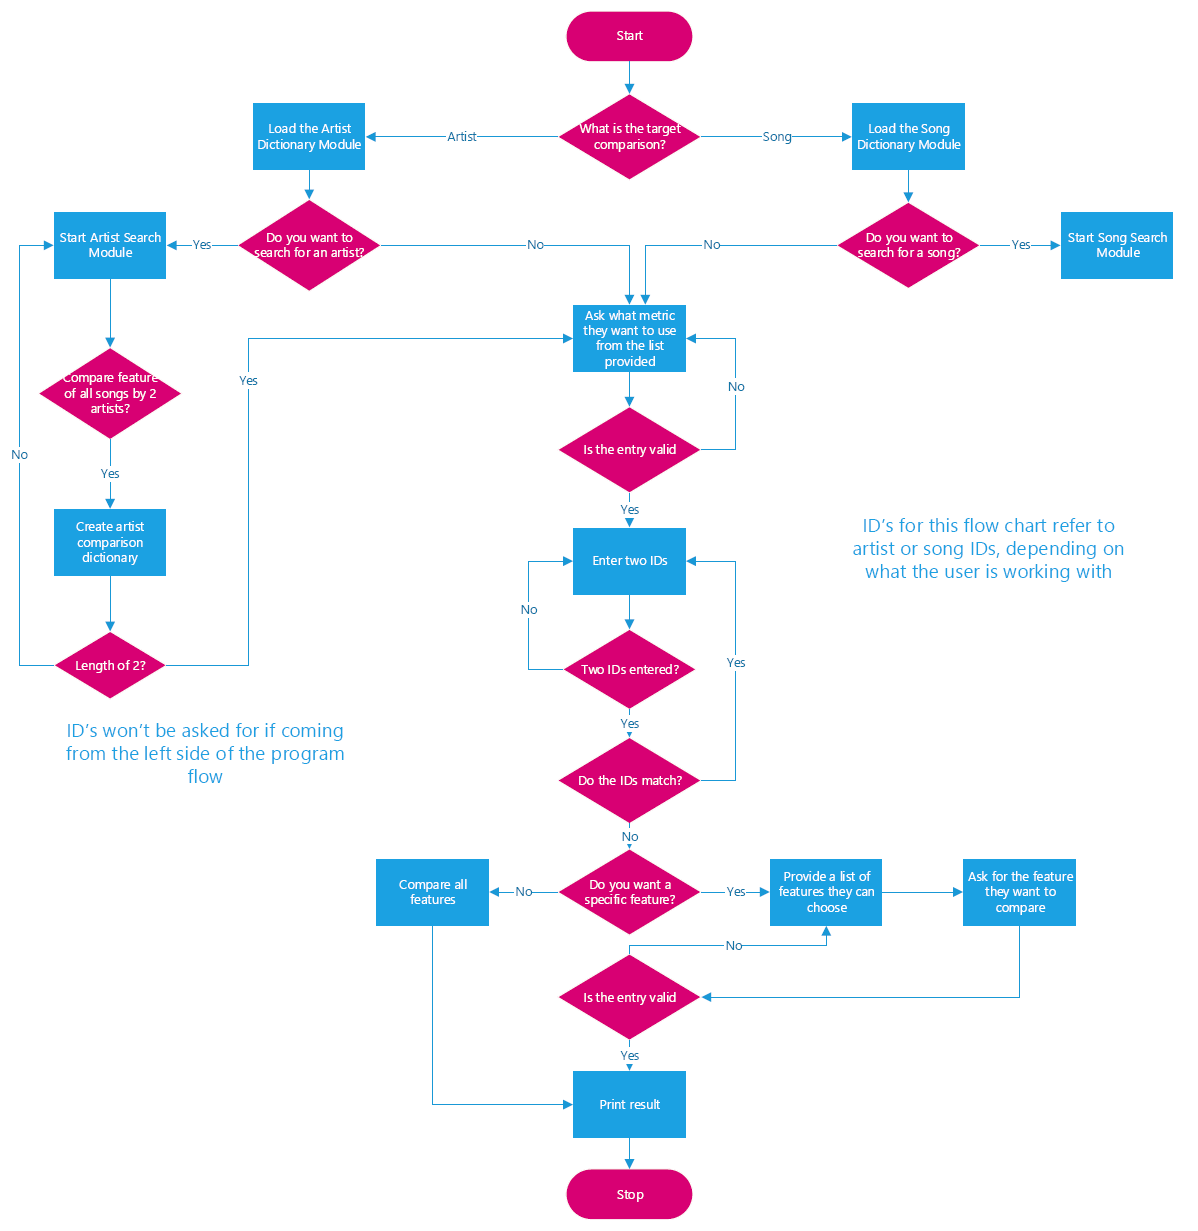 Start
What is the target
comparison?
Artist
Song
Load the Artist
Dictionary Module
Load the Song
Dictionary Module
Start Artist Search
Module
Yes
Do you want to
search for an artist?
No
No
Do you want to
search for a song?
Yes
Start Song Search
Module
Ask what metric
they want to use
from the list
provided
Compare feature
of all songs by 2
artists?
Yes
No
Is the entry valid
No
Yes
Yes
Create artist
comparison
dictionary
ID's for this flow chart refer to
artist or song IDs, depending on
what the user is working with
Enter two IDs
No
Length of 2?
Two IDs entered?
Yes
Yes
ID's won't be asked for if coming
from the left side of the program
flow
Do the IDs match?
No
Compare all
features
No
Do you want a
specific feature?
Yes
Provide a list of
features they can
choose
Ask for the feature
they want to
compare
No
Is the entry valid
Yes
Print result
Stop